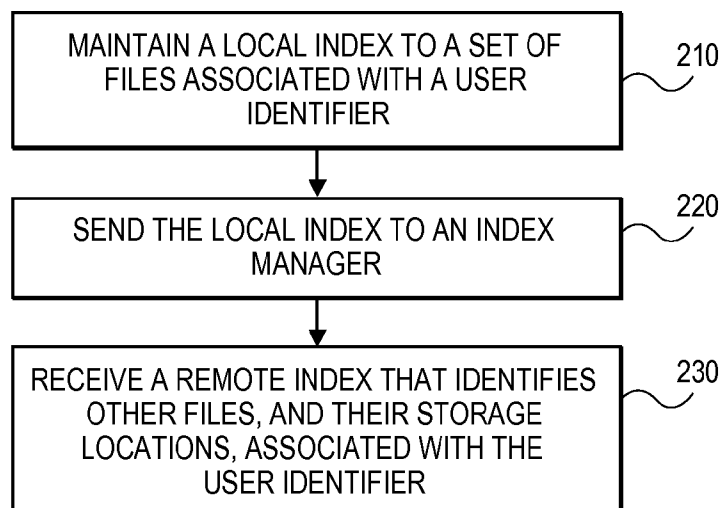 MAINTAIN A LOCAL INDEX TO A SET OF
FILES ASSOCIATED WITH A USER
IDENTIFIER
210
SEND THE LOCAL INDEX TO AN INDEX
MANAGER
220
RECEIVE A REMOTE INDEX THAT IDENTIFIES
OTHER FILES, AND THEIR STORAGE
LOCATIONS, ASSOCIATED WITH THE
USER IDENTIFIER
230